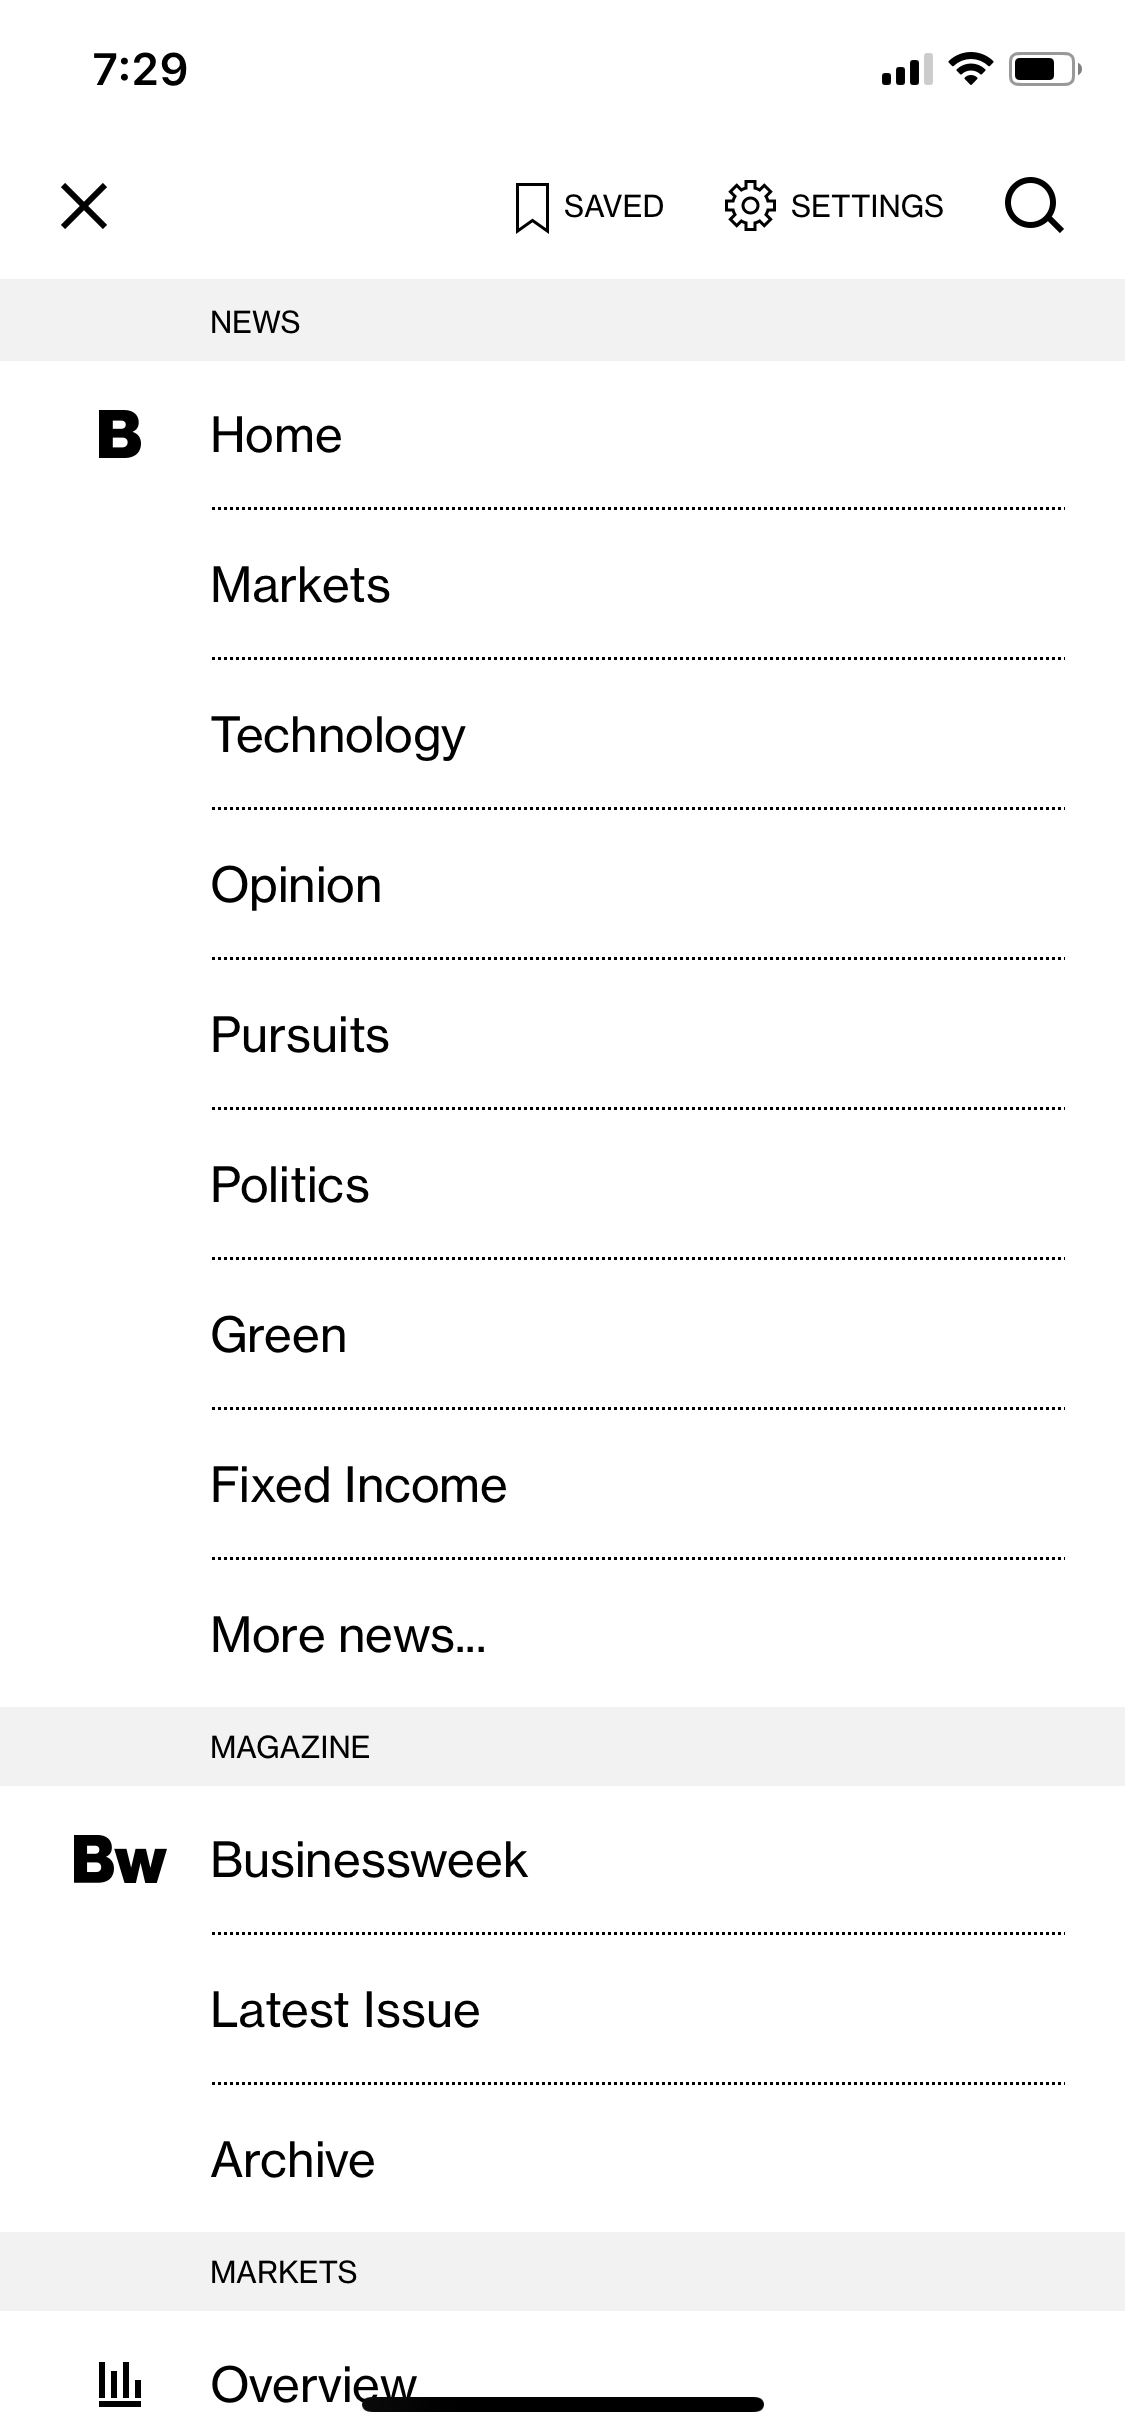 7:29
SAVED SETTINGS
NEWS
B Home
Markets
Technology
Opinion
Pursuits
Politics
Green
Fixed Income
More news...
MAGAZINE
Bw Businessweek
Latest Issue
Archive
MARKETS
Overview